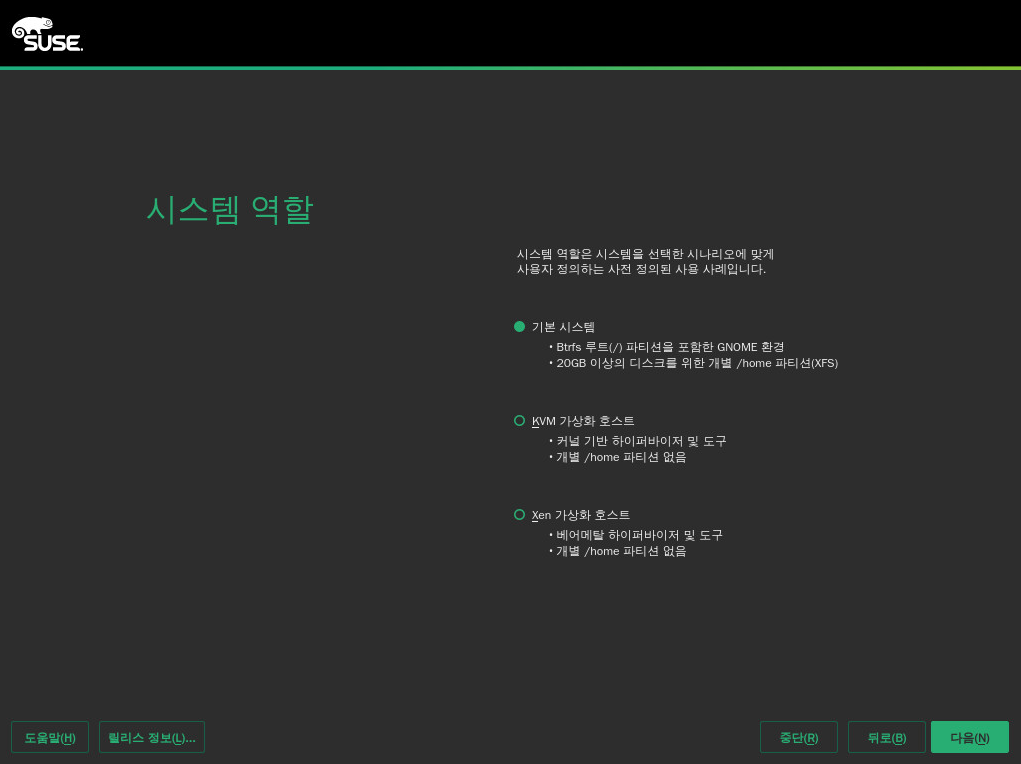 SUSE.
시스템 역할
시스템 역할은 시스템을 선택한 시나리오에 맞게
사용자 정의하는 사전 정의된 사용 사례입니다.
기본 시스템
• Btrfs 루트(/) 파티션을 포함한 GNOME 환경
• 20GB 이상의 디스크를 위한 개별 /home 파티션(XFS)
KVM 가상화 호스트
• 커널 기반 하이퍼바이저 및 도구
• 개별 /home 파티션 없음
Xen 가상화 호스트
• 베어메탈 하이퍼바이저 및 도구
• 개별 /home 파티션 없음
도움말(H) 릴리스 정보(L)... 중단(R) 뒤로(B) 다음(N)